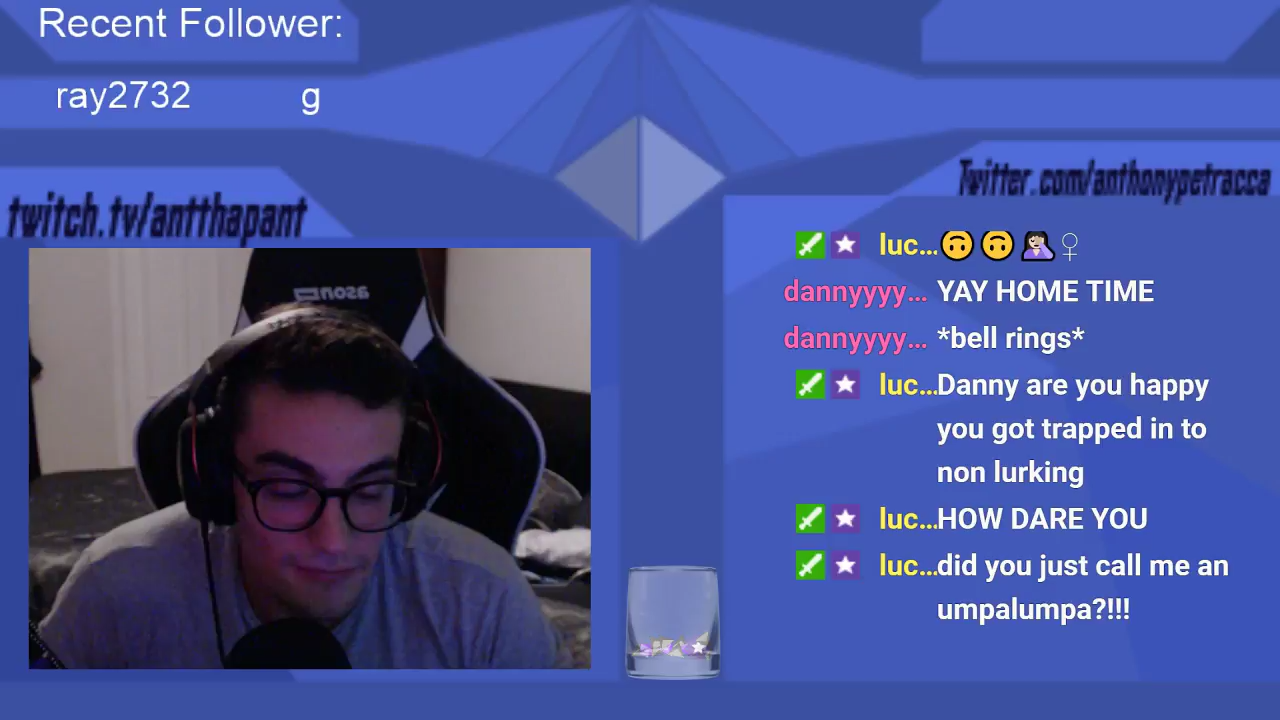 Recent Follower:
ray2732 g
twitch.tv/antthapant
Twitter.com/anthonypetracca
luc…🙃 🙃 🤦🏻‍♀
dannyyyy… YAY HOME TIME
dannyyyy… *bell rings*
luc…Danny are you happy
you got trapped in to
non lurking
luc…HOW DARE YOU
luc…did you just call me an
umpalumpa?!!!